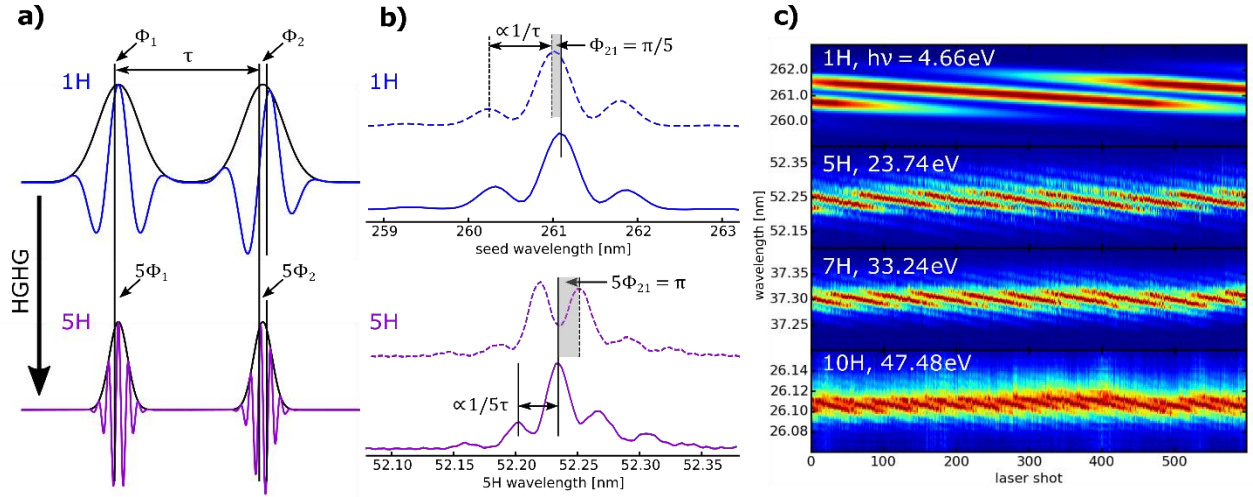 a)
Φ₁
Φ₂
τ
1H
HGHG
5Φ₁
5Φ₂
5H
b)
∝1/τ
Φ₂₁ = π/5
1H
259 260 261 262 263
seed wavelength [nm]
5Φ₂₁ = π
5H
∝1/5τ
52.10 52.15 52.20 52.25 52.30 52.35
5H wavelength [nm]
c)
1H, hν = 4.66eV
262.0
261.0
260.0
5H, 23.74eV
52.35
52.25
52.15
7H, 33.24eV
37.35
37.30
37.25
10H, 47.48eV
26.14
26.12
26.10
26.08
wavelength [nm]
0 100 200 300 400 500
laser shot